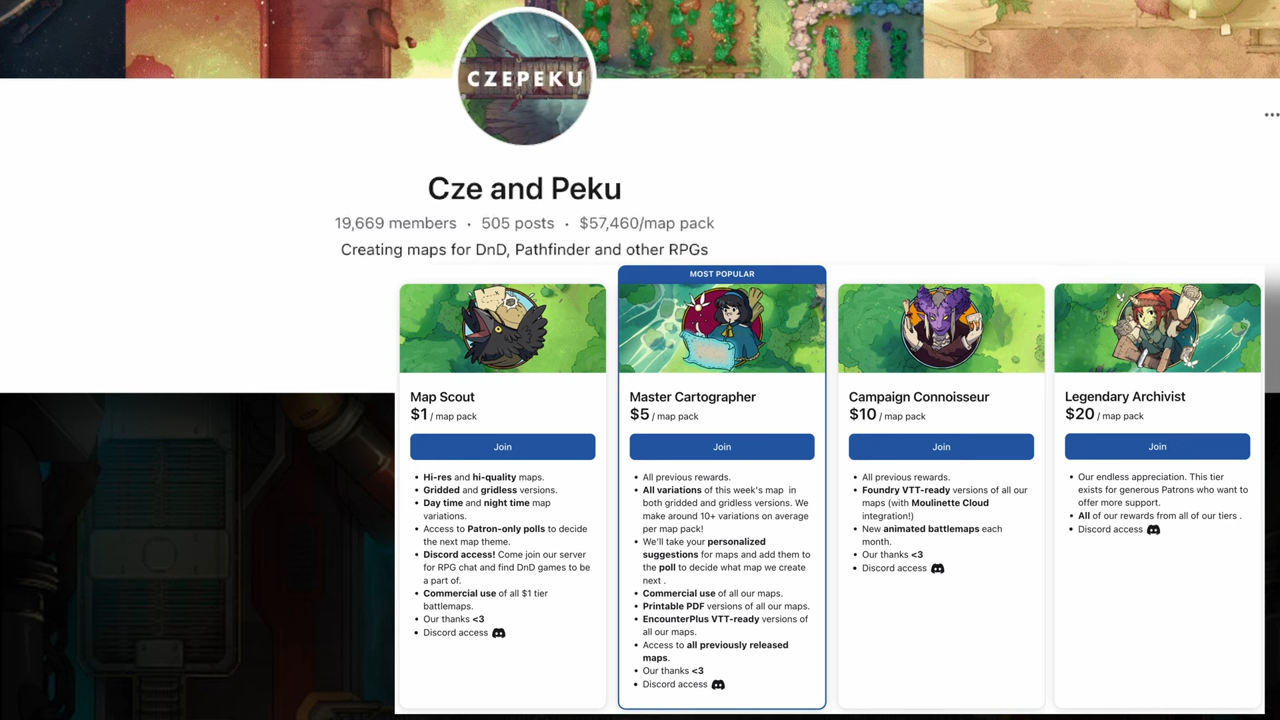 CZEPEKU
Cze and Peku
19,669 members · 505 posts · $57,460/map pack
Creating maps for DnD, Pathfinder and other RPGs
Map Scout
$1 / map pack
Join
• Hi-res and hi-quality maps.
• Gridded and gridless versions.
• Day time and night time map
variations.
• Access to Patron-only polls to decide
the next map theme.
• Discord access! Come join our server
for RPG chat and find DnD games to be
a part of.
• Commercial use of all $1 tier
battlemaps.
• Our thanks <3
• Discord access
MOST POPULAR
Master Cartographer
$5 / map pack
Join
• All previous rewards.
• All variations of this week's map in
both gridded and gridless versions. We
make around 10+ variations on average
per map pack!
• We'll take your personalized
suggestions for maps and add them to
the poll to decide what map we create
next .
• Commercial use of all our maps.
• Printable PDF versions of all our maps.
• EncounterPlus VTT-ready versions of
all our maps.
• Access to all previously released
maps.
• Our thanks <3
• Discord access
Campaign Connoisseur
$10 / map pack
Join
• All previous rewards.
• Foundry VTT-ready versions of all our
maps (with Moulinette Cloud
integration!)
• New animated battlemaps each
month.
• Our thanks <3
• Discord access
Legendary Archivist
$20 / map pack
Join
• Our endless appreciation. This tier
exists for generous Patrons who want to
offer more support.
• All of our rewards from all of our tiers .
• Discord access